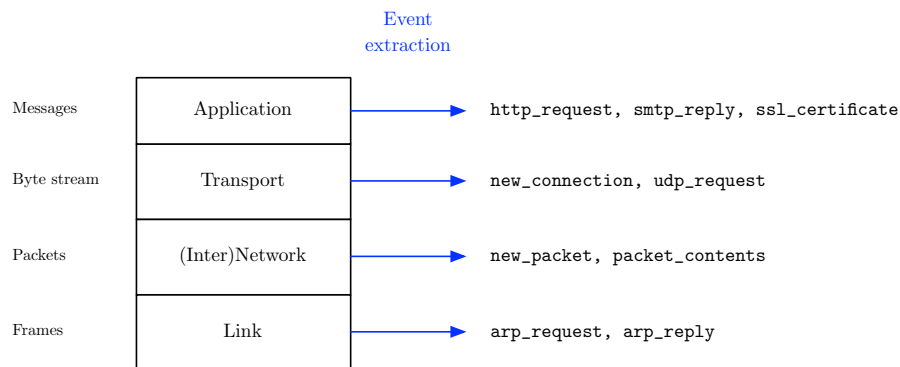 Event
extraction
Messages Application http_request, smtp_reply, ssl_certificate
Byte stream Transport new_connection, udp_request
Packets (Inter)Network new_packet, packet_contents
Frames Link arp_request, arp_reply